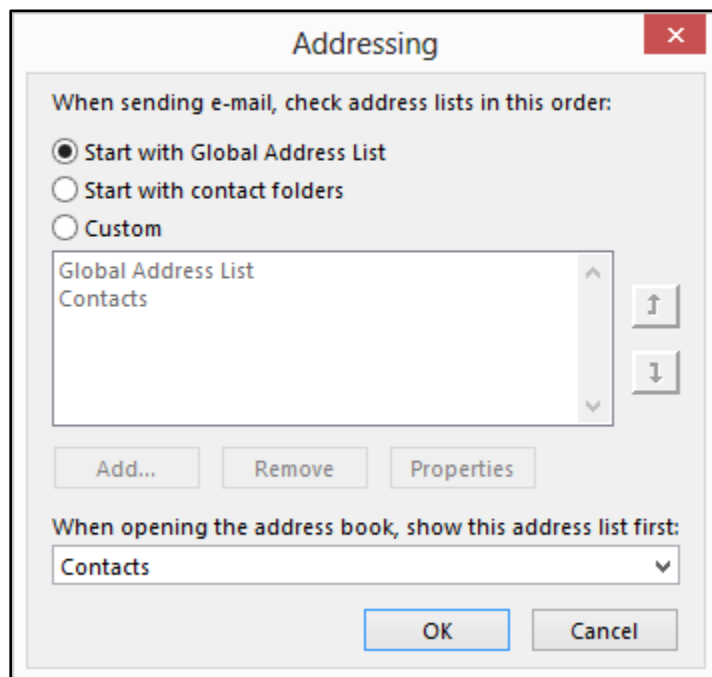 Addressing
When sending e-mail, check address lists in this order:
Start with Global Address List
Start with contact folders
Custom
Global Address List
Contacts
Add...
Remove
Properties
When opening the address book, show this address list first:
Contacts
OK
Cancel